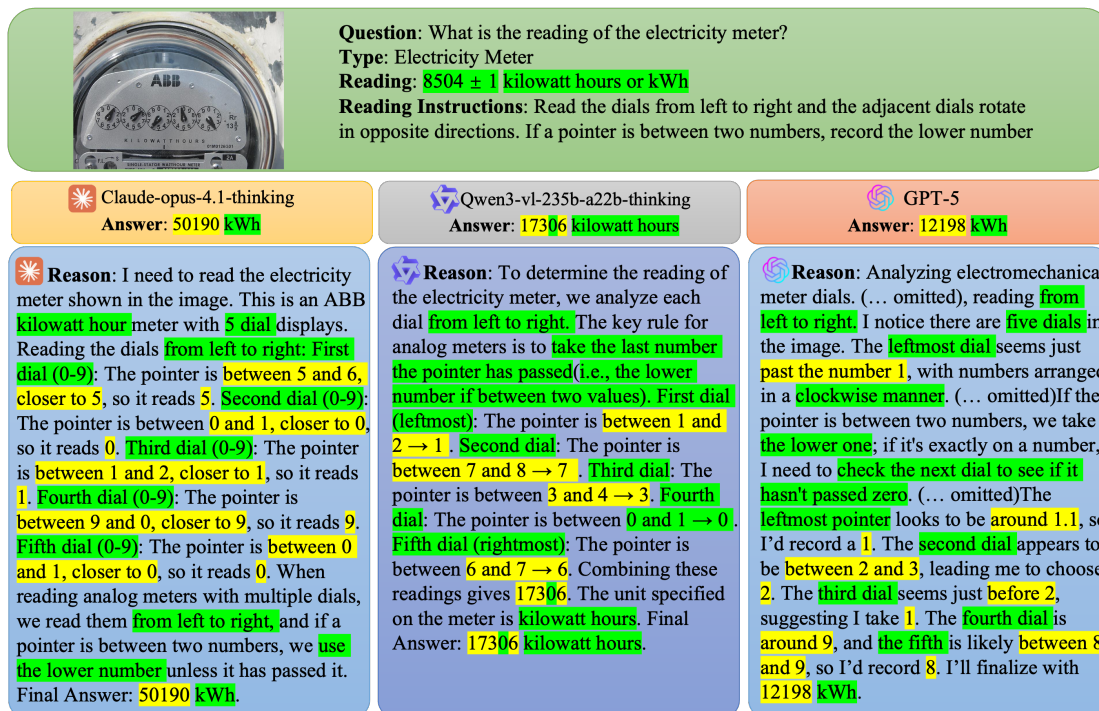 ABB
KILOWATTHOURS
Question: What is the reading of the electricity meter?
Type: Electricity Meter
Reading: 8504 ± 1 kilowatt hours or kWh
Reading Instructions: Read the dials from left to right and the adjacent dials rotate
in opposite directions. If a pointer is between two numbers, record the lower number
Claude-opus-4.1-thinking
Answer: 50190 kWh
Qwen3-vl-235b-a22b-thinking
Answer: 17306 kilowatt hours
GPT-5
Answer: 12198 kWh
Reason: I need to read the electricity
meter shown in the image. This is an ABB
kilowatt hour meter with 5 dial displays.
Reading the dials from left to right: First
dial (0-9): The pointer is between 5 and 6,
closer to 5, so it reads 5. Second dial (0-9):
The pointer is between 0 and 1, closer to 0,
so it reads 0. Third dial (0-9): The pointer
is between 1 and 2, closer to 1, so it reads
1. Fourth dial (0-9): The pointer is
between 9 and 0, closer to 9, so it reads 9.
Fifth dial (0-9): The pointer is between 0
and 1, closer to 0, so it reads 0. When
reading analog meters with multiple dials,
we read them from left to right, and if a
pointer is between two numbers, we use
the lower number unless it has passed it.
Final Answer: 50190 kWh.
Reason: To determine the reading of
the electricity meter, we analyze each
dial from left to right. The key rule for
analog meters is to take the last number
the pointer has passed(i.e., the lower
number if between two values). First dial
(leftmost): The pointer is between 1 and
2 → 1. Second dial: The pointer is
between 7 and 8 → 7. Third dial: The
pointer is between 3 and 4 → 3. Fourth
dial: The pointer is between 0 and 1 → 0.
Fifth dial (rightmost): The pointer is
between 6 and 7 → 6. Combining these
readings gives 17306. The unit specified
on the meter is kilowatt hours. Final
Answer: 17306 kilowatt hours.
Reason: Analyzing electromechanica
meter dials. (… omitted), reading from
left to right. I notice there are five dials in
the image. The leftmost dial seems just
past the number 1, with numbers arranged
in a clockwise manner. (… omitted)If the
pointer is between two numbers, we take
the lower one; if it's exactly on a number,
I need to check the next dial to see if it
hasn't passed zero. (… omitted)The
leftmost pointer looks to be around 1.1, so
I'd record a 1. The second dial appears to
be between 2 and 3, leading me to choose
2. The third dial seems just before 2,
suggesting I take 1. The fourth dial is
around 9, and the fifth is likely between 8
and 9, so I'd record 8. I'll finalize with
12198 kWh.